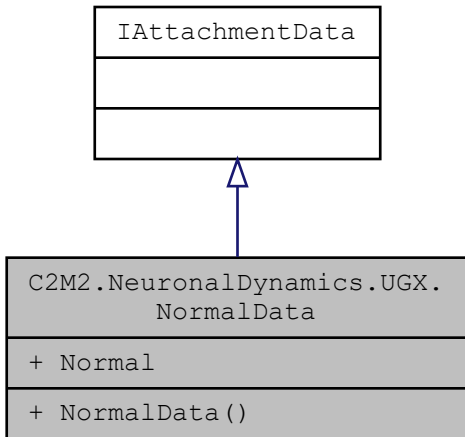 IAttachmentData
C2M2.NeuronalDynamics.UGX.
NormalData
+ Normal
+ NormalData()